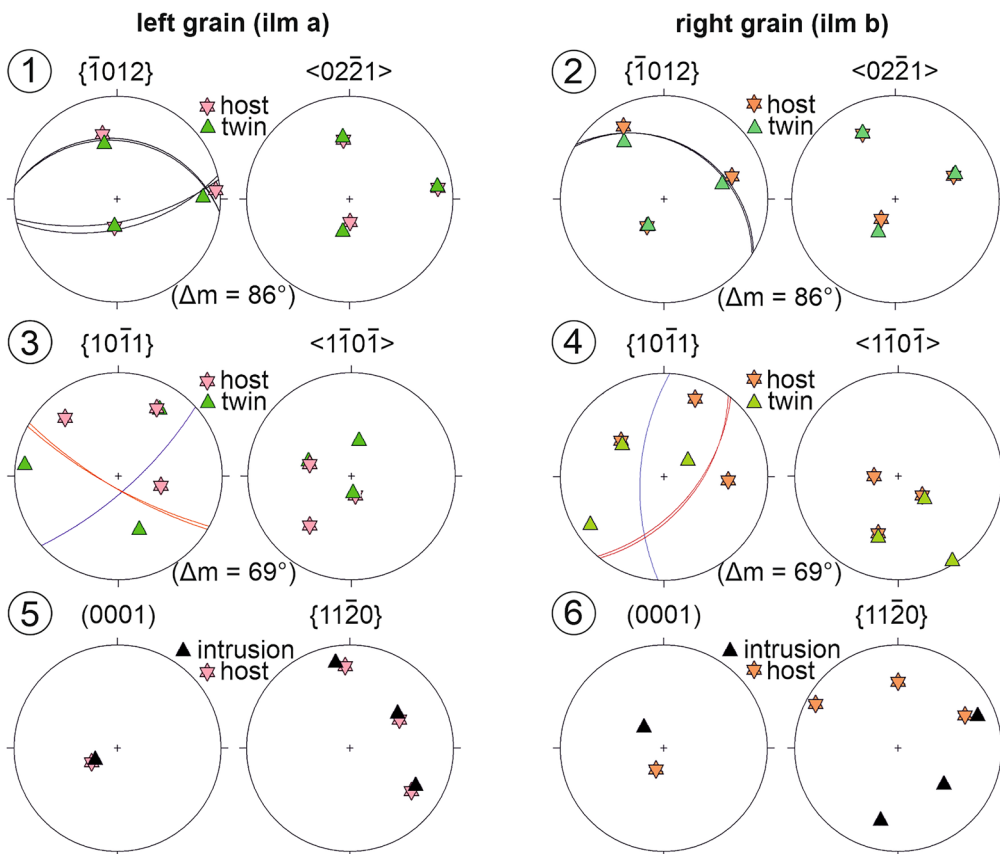 left grain (ilm a)
right grain (ilm b)
1
{1̄012}
<022̄1>
host
twin
(Δm = 86°)
2
{1̄012}
<022̄1>
host
twin
(Δm = 86°)
3
{101̄1}
<11̄01̄>
host
twin
(Δm = 69°)
4
{101̄1}
<11̄01̄>
host
twin
(Δm = 69°)
5
(0001)
{112̄0}
intrusion
host
6
(0001)
{112̄0}
intrusion
host